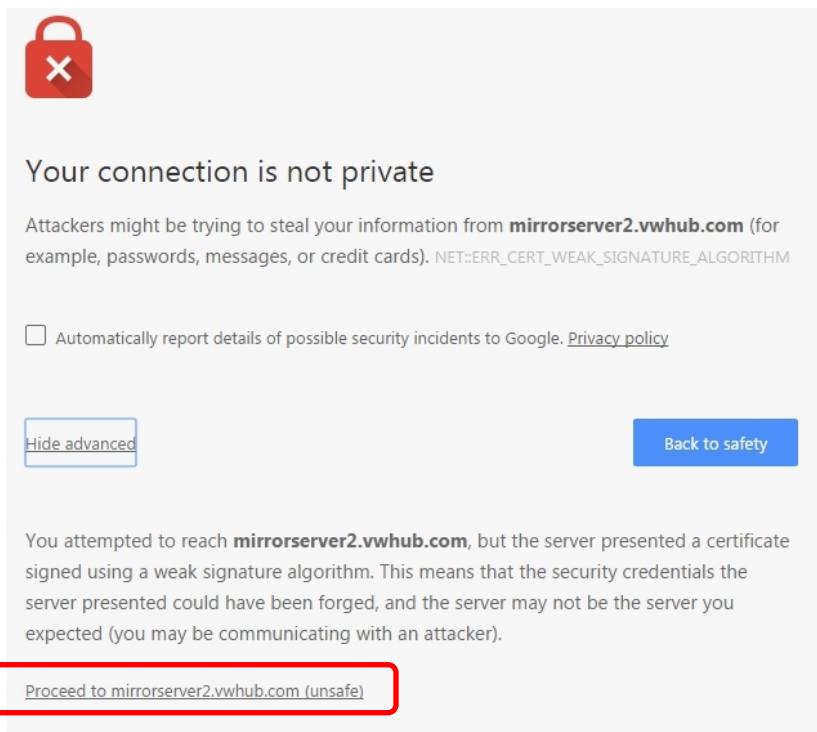 Your connection is not private
Attackers might be trying to steal your information from mirrorserver2.vwhub.com (for
example, passwords, messages, or credit cards). NET::ERR_CERT_WEAK_SIGNATURE_ALGORITHM
Automatically report details of possible security incidents to Google. Privacy policy
Hide advanced
Back to safety
You attempted to reach mirrorserver2.vwhub.com, but the server presented a certificate
signed using a weak signature algorithm. This means that the security credentials the
server presented could have been forged, and the server may not be the server you
expected (you may be communicating with an attacker).
Proceed to mirrorserver2.vwhub.com (unsafe)